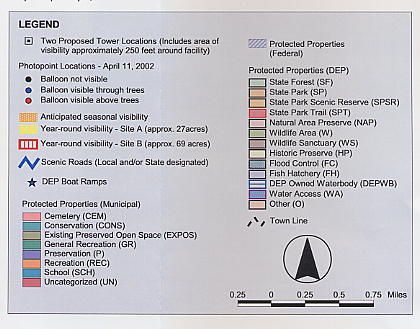 LEGEND
Two Proposed Tower Locations (Includes area of
visibility approximately 250 feet around facility)
Photopoint Locations - April 11, 2002
Balloon not visible
Balloon visible through trees
Balloon visible above trees
Anticipated seasonal visibility
Year-round visibility - Site A (approx. 27acres)
Year-round visibility - Site B (approx. 69 acres)
Scenic Roads (Local and/or State designated)
DEP Boat Ramps
Protected Properties (Municipal)
Cemetery (CEM)
Conservation (CONS)
Existing Preserved Open Space (EXPOS)
General Recreation (GR)
Preservation (P)
Recreation (REC)
School (SCH)
Uncategorized (UN)
Protected Properties
(Federal)
Protected Properties (DEP)
State Forest (SF)
State Park (SP)
State Park Scenic Reserve (SPSR)
State Park Trail (SPT)
Natural Area Preserve (NAP)
Wildlife Area (W)
Wildlife Sanctuary (WS)
Historic Preserve (HP)
Flood Control (FC)
Fish Hatchery (FH)
DEP Owned Waterbody (DEPWB)
Water Access (WA)
Other (O)
Town Line
0.25 0 0.25 0.5 0.75 Miles